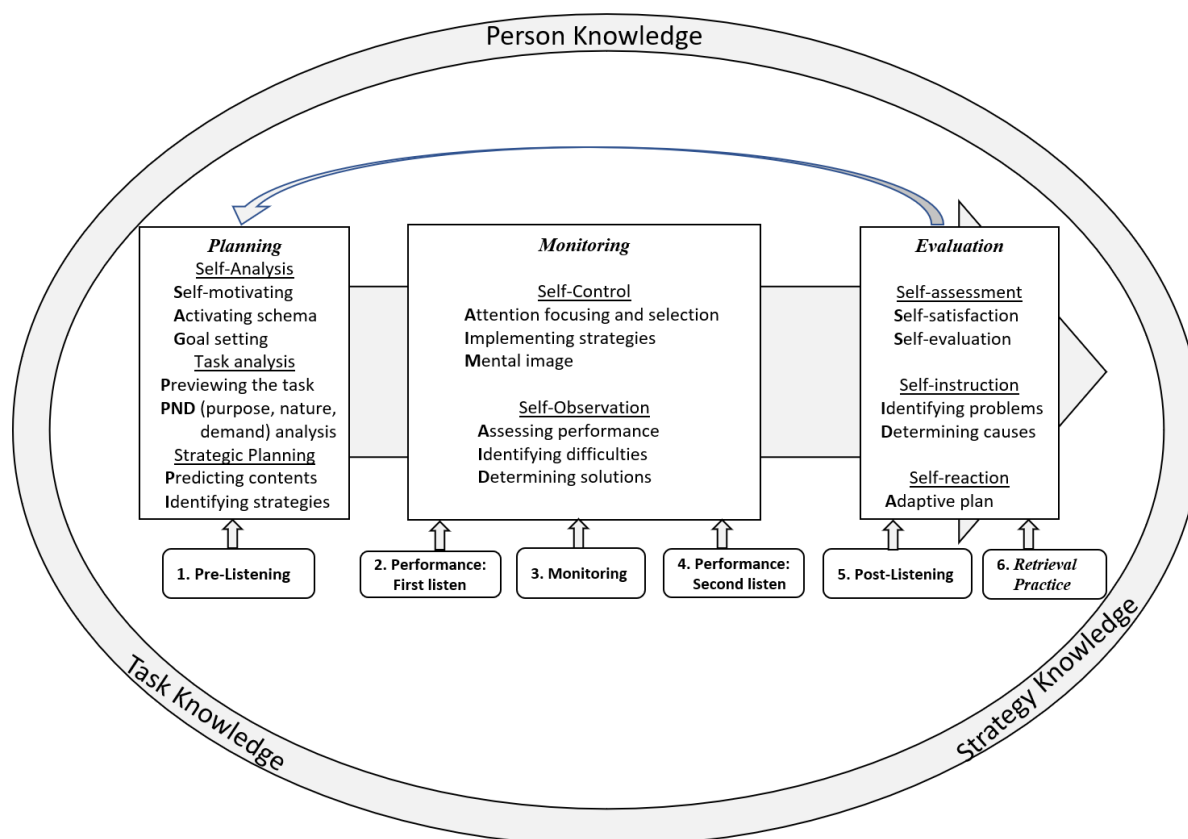 Person Knowledge
Planning
Self-Analysis
Self-motivating
Activating schema
Goal setting
Task analysis
Previewing the task
PND (purpose, nature,
demand) analysis
Strategic Planning
Predicting contents
Identifying strategies
Monitoring
Self-Control
Attention focusing and selection
Implementing strategies
Mental image
Self-Observation
Assessing performance
Identifying difficulties
Determining solutions
Evaluation
Self-assessment
Self-satisfaction
Self-evaluation
Self-instruction
Identifying problems
Determining causes
Self-reaction
Adaptive plan
1. Pre-Listening
2. Performance:
First listen
3. Monitoring
4. Performance:
Second listen
5. Post-Listening
6. Retrieval
Practice
Task Knowledge
Strategy Knowledge